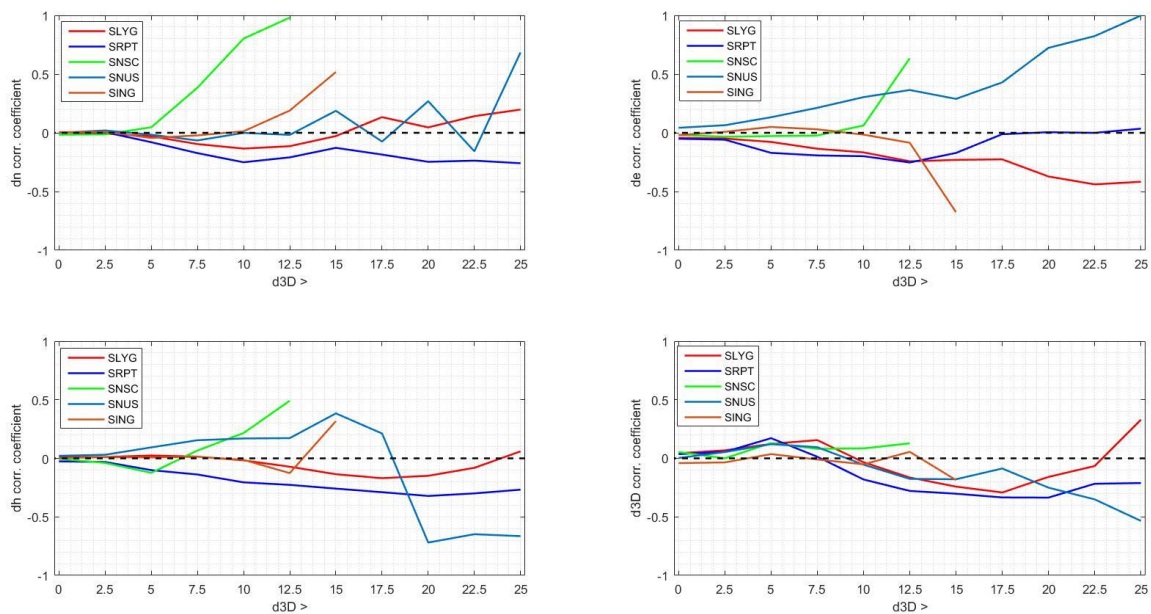 dn corr. coefficient
1
0.5
0
-0.5
-1
SLYG
SRPT
SNSC
SNUS
SING
0 2.5 5 7.5 10 12.5 15 17.5 20 22.5 25
d3D >
de corr. coefficient
1
0.5
0
-0.5
-1
SLYG
SRPT
SNSC
SNUS
SING
0 2.5 5 7.5 10 12.5 15 17.5 20 22.5 25
d3D >
dh corr. coefficient
1
0.5
0
-0.5
-1
SLYG
SRPT
SNSC
SNUS
SING
0 2.5 5 7.5 10 12.5 15 17.5 20 22.5 25
d3D >
d3D corr. coefficient
1
0.5
0
-0.5
-1
SLYG
SRPT
SNSC
SNUS
SING
0 2.5 5 7.5 10 12.5 15 17.5 20 22.5 25
d3D >